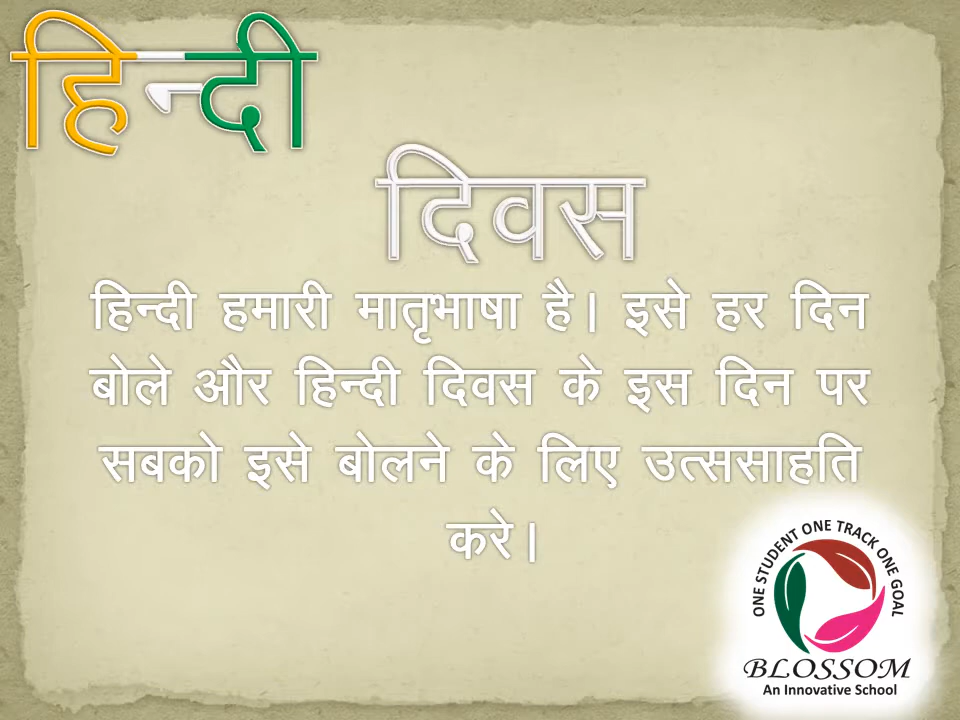 हिन्दी
दिवस
हिन्दी हमारी मातृभाषा है। इसे हर दिन
बोले और हिन्दी दिवस के इस दिन पर
सबको इसे बोलने के लिए उत्ससाहति
करे।
ONE STUDENT ONE TRACK ONE GOAL
BLOSSOM
An Innovative School